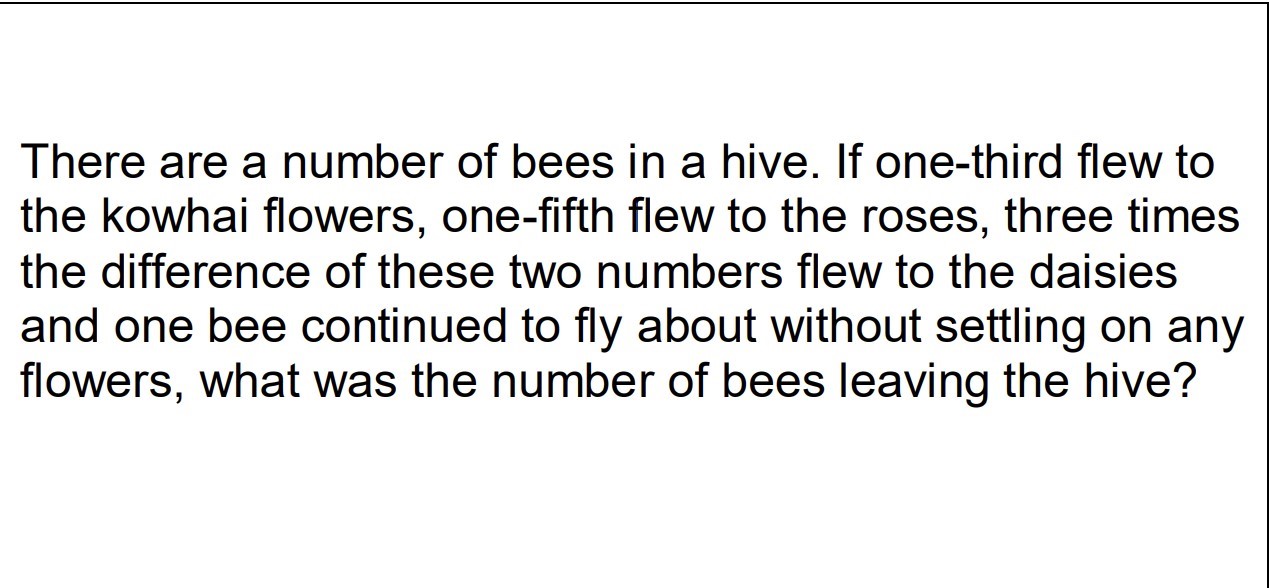 There are a number of bees in a hive. If one-third flew to
the kowhai flowers, one-fifth flew to the roses, three times
the difference of these two numbers flew to the daisies
and one bee continued to fly about without settling on any
flowers, what was the number of bees leaving the hive?